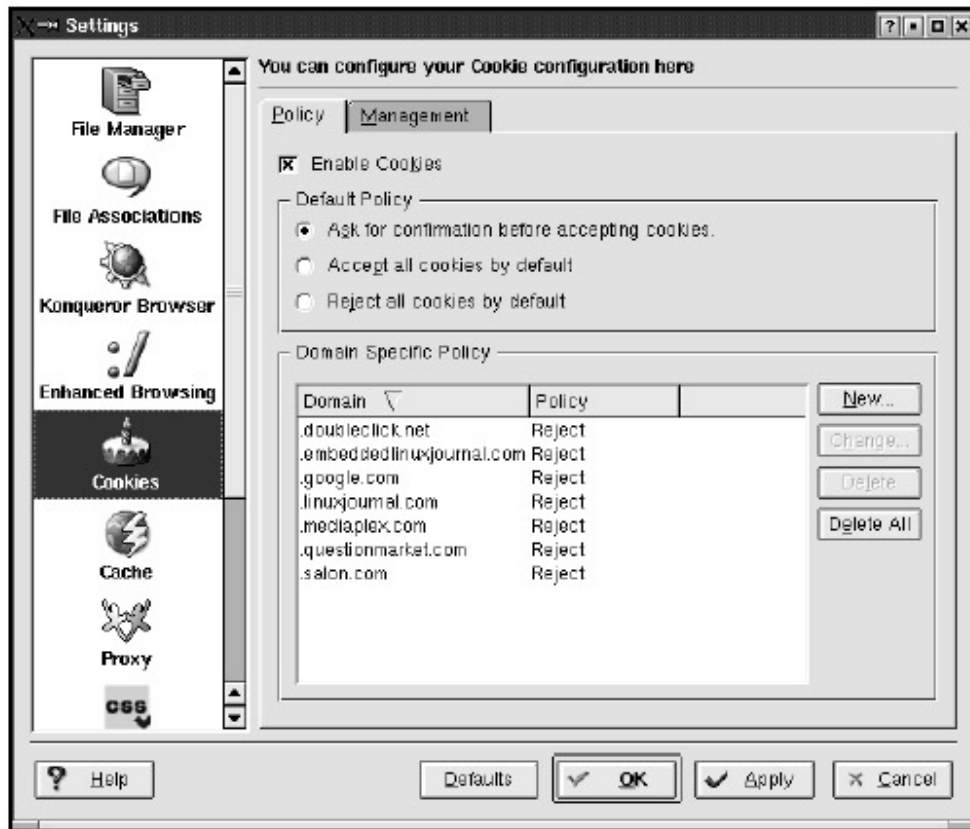 Settings
You can configure your Cookie configuration here
File Manager
File Associations
Konqueror Browser
Enhanced Browsing
Cookies
Cache
Proxy
css
Policy
Management
Enable Cookies
Default Policy
Ask for confirmation before accepting cookies.
Accept all cookies by default
Reject all cookies by default
Domain Specific Policy
Domain Policy
.doubleclick.net Reject
.embeddedlinuxjournal.com Reject
.google.com Reject
.linuxjournal.com Reject
.mediaplex.com Reject
.questionmarket.com Reject
.salon.com Reject
New...
Change...
Delete
Delete All
? Help
Defaults
OK
Apply
Cancel